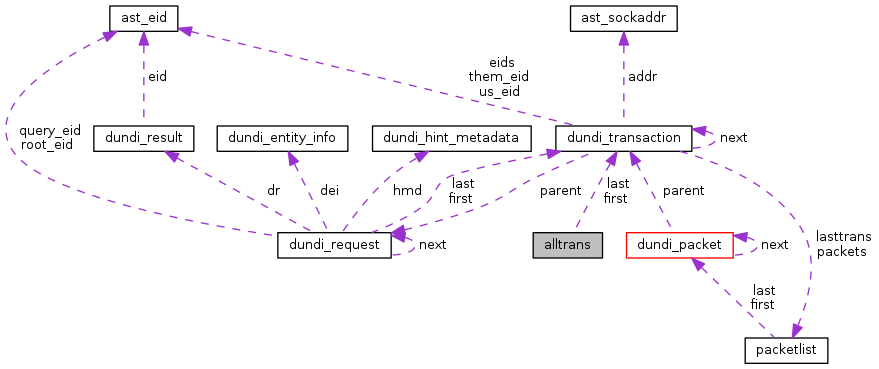 ast_eid
ast_sockaddr
eids
them_eid
us_eid
eid
addr
query_eid
root_eid
dundi_result
dundi_entity_info
dundi_hint_metadata
dundi_transaction
next
dr
dei
hmd
last
first
parent
last
first
parent
lasttrans
packets
dundi_request
next
alltrans
dundi_packet
next
last
first
packetlist